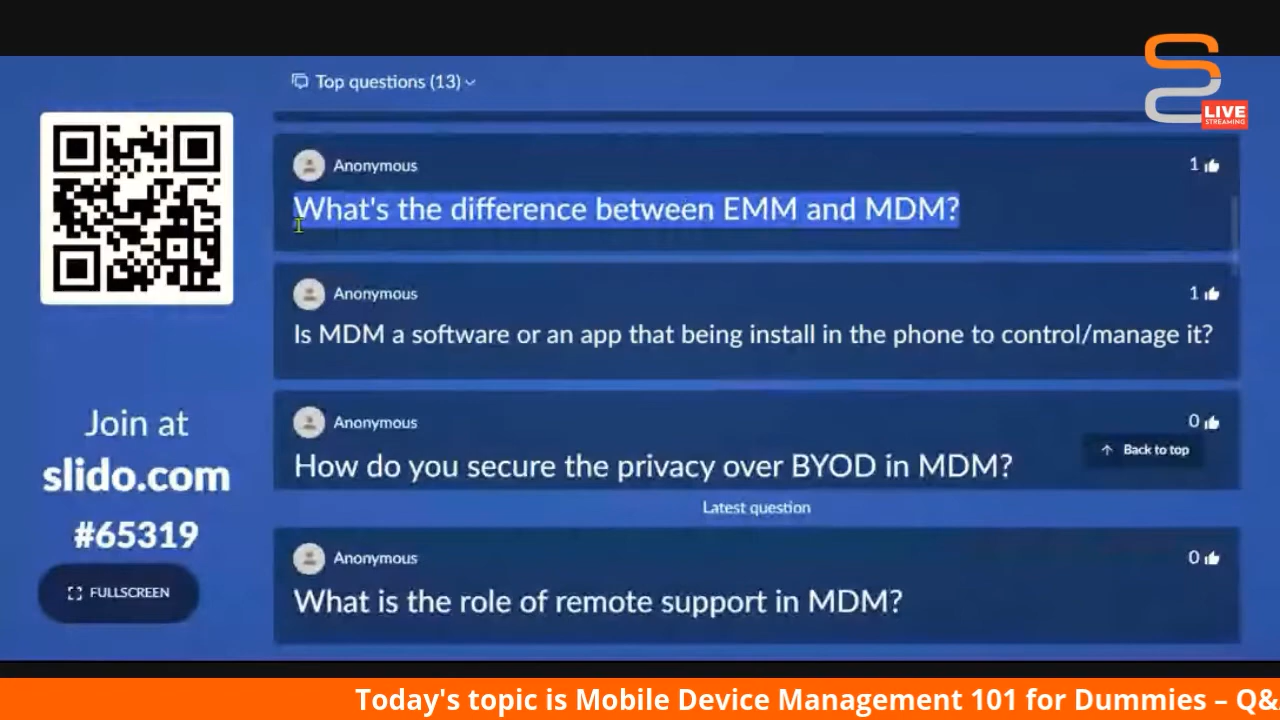 Top questions (13)
LIVE
STREAMING
Anonymous
1
What's the difference between EMM and MDM?
Anonymous
1
Is MDM a software or an app that being install in the phone to control/manage it?
Anonymous
0
How do you secure the privacy over BYOD in MDM?
Back to top
Latest question
Anonymous
0
What is the role of remote support in MDM?
Join at
slido.com
#65319
FULLSCREEN
Today's topic is Mobile Device Management 101 for Dummies – Q&